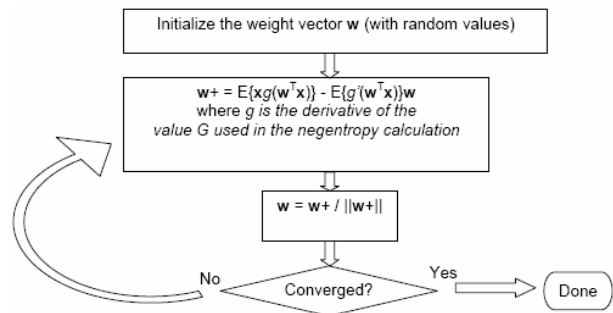 Initialize the weight vector w (with random values)
w+ = E{xg(wᵀx)} - E{g'(wᵀx)}w
where g is the derivative of the
value G used in the negentropy calculation
w = w+ / ||w+||
No
Converged?
Yes
Done